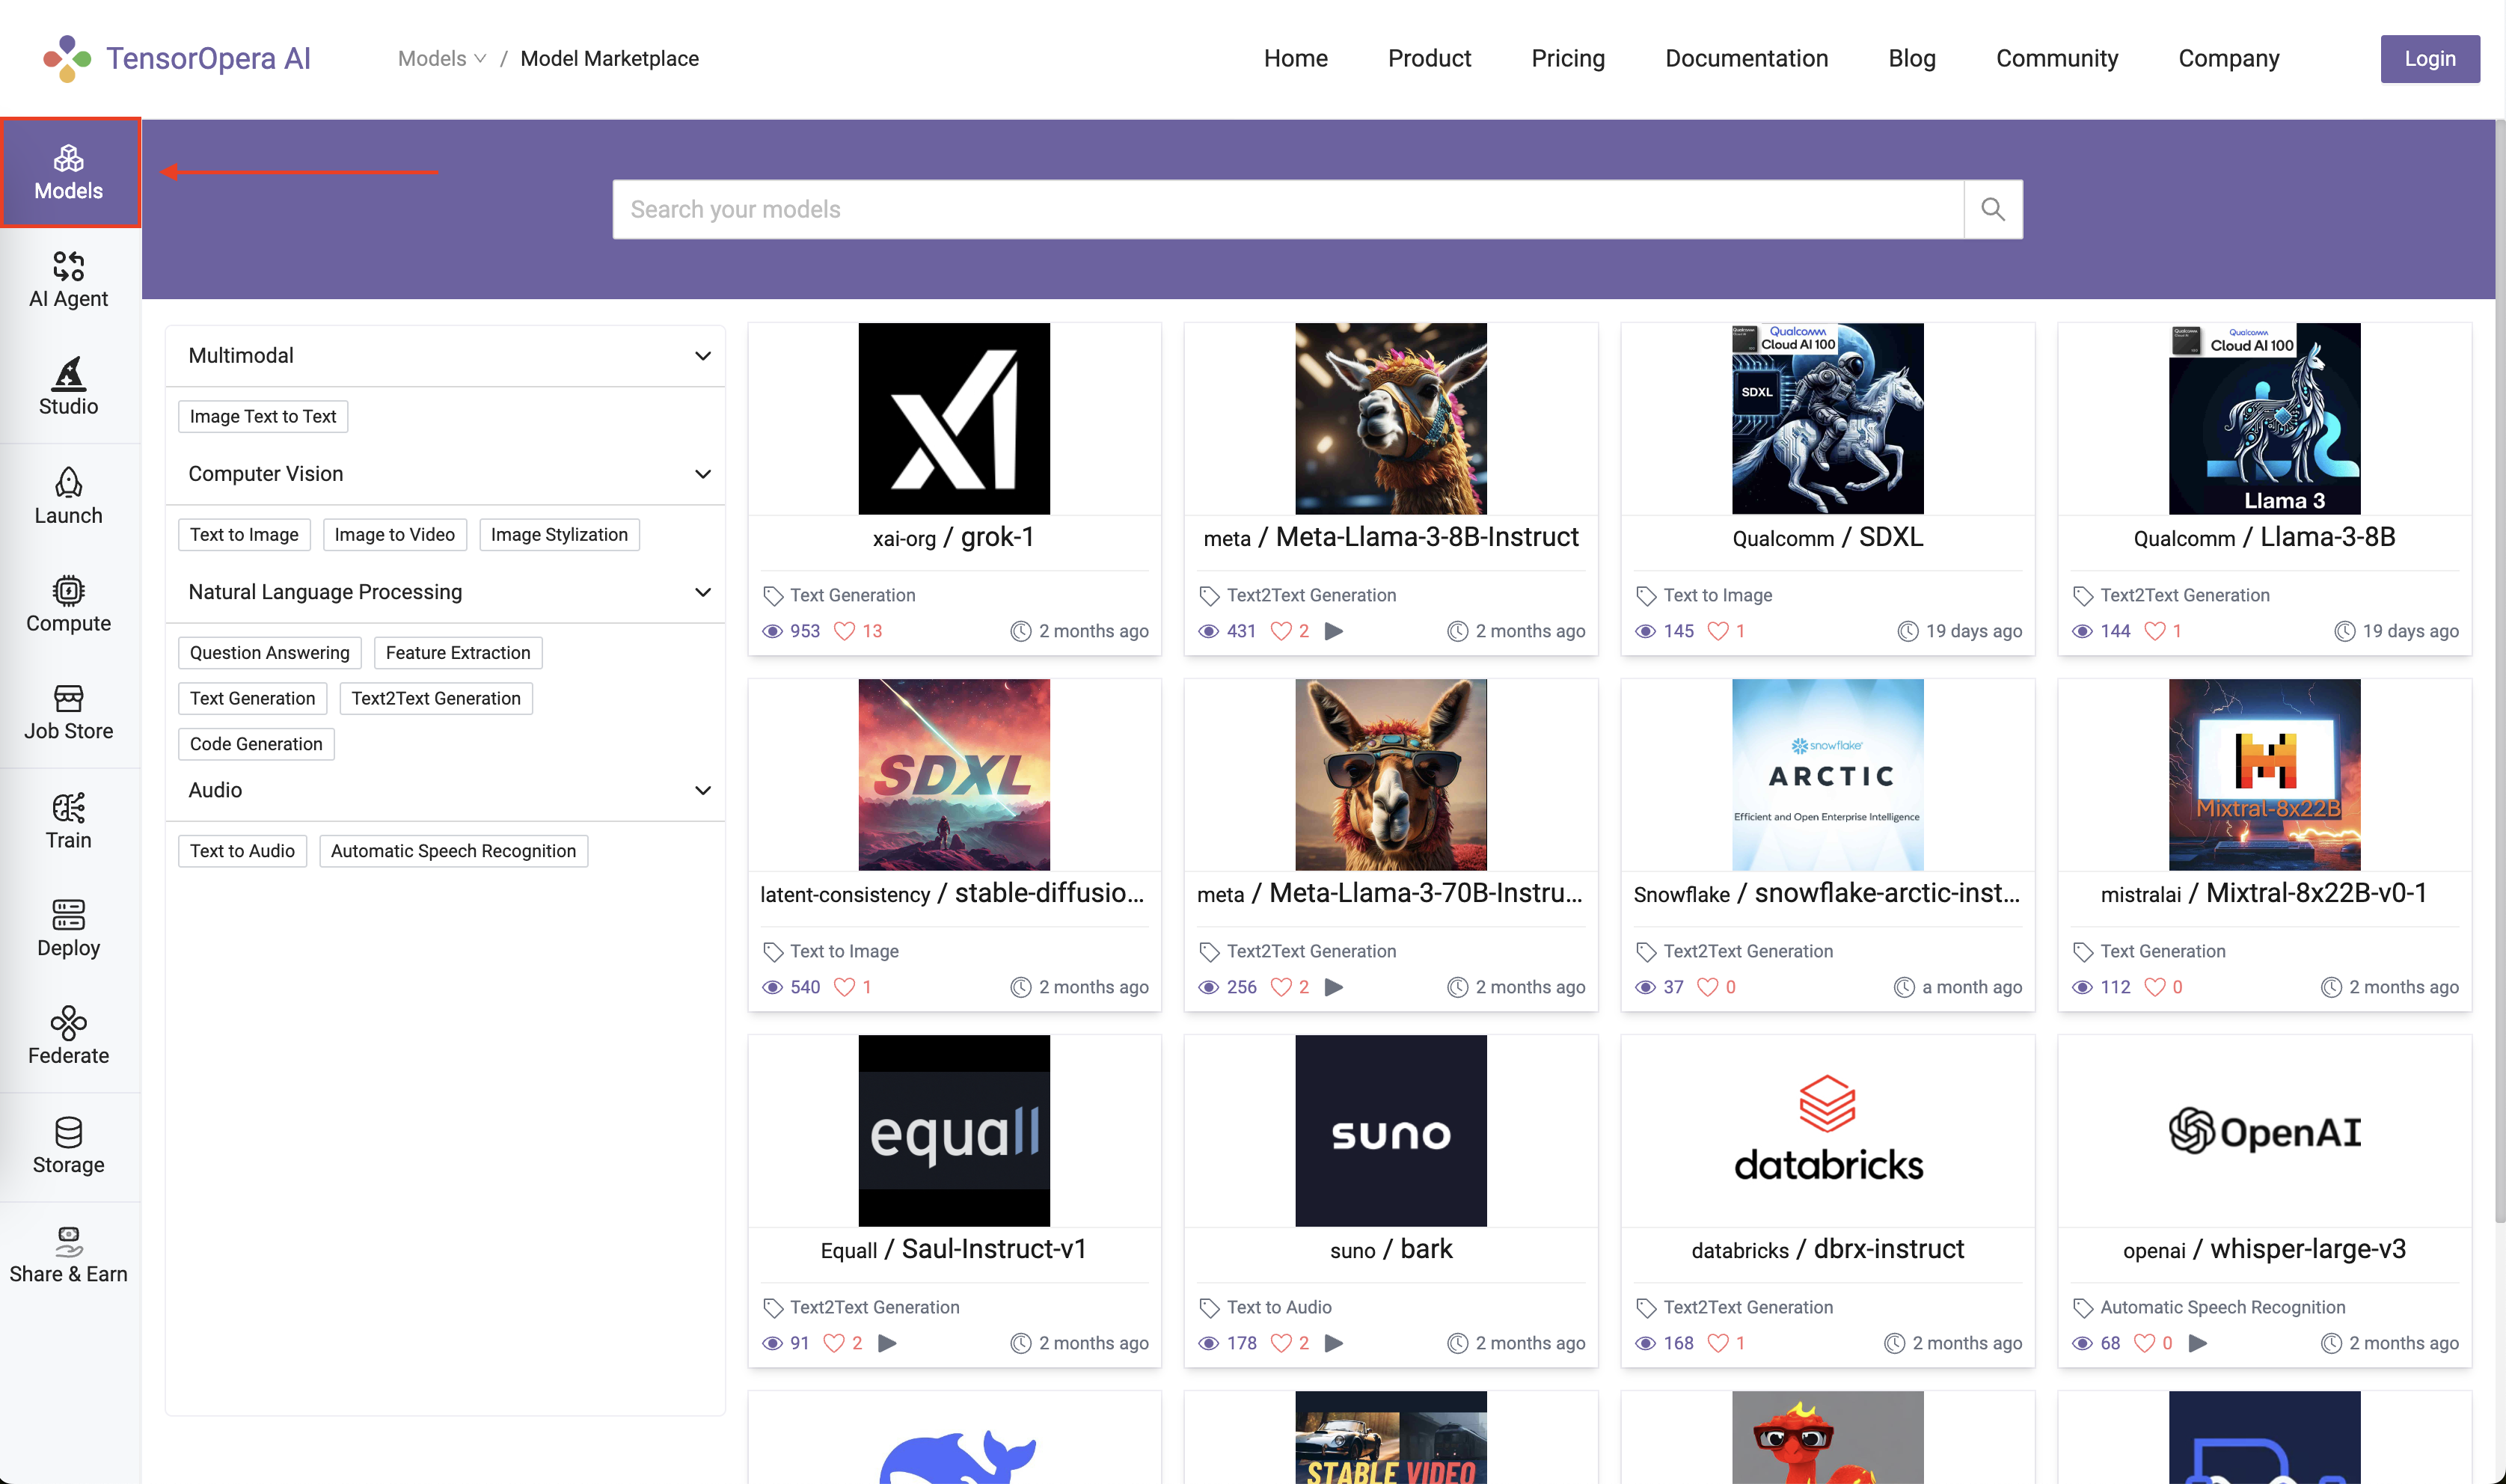 TensorOpera AI
Models / Model Marketplace
Home
Product
Pricing
Documentation
Blog
Community
Company
Login
Models
AI Agent
Studio
Launch
Compute
Job Store
Train
Deploy
Federate
Storage
Share & Earn
Search your models
Multimodal
Image Text to Text
Computer Vision
Text to Image
Image to Video
Image Stylization
Natural Language Processing
Question Answering
Feature Extraction
Text Generation
Text2Text Generation
Code Generation
Audio
Text to Audio
Automatic Speech Recognition
xai-org / grok-1
Text Generation
953 13 2 months ago
meta / Meta-Llama-3-8B-Instruct
Text2Text Generation
431 2 2 months ago
Qualcomm
Cloud AI 100
SDXL
Qualcomm / SDXL
Text to Image
145 1 19 days ago
Qualcomm
Cloud AI 100
Llama 3
Qualcomm / Llama-3-8B
Text2Text Generation
144 1 19 days ago
SDXL
latent-consistency / stable-diffusio...
Text to Image
540 1 2 months ago
meta / Meta-Llama-3-70B-Instru...
Text2Text Generation
256 2 2 months ago
snowflake
ARCTIC
Efficient and Open Enterprise Intelligence
Snowflake / snowflake-arctic-inst...
Text2Text Generation
37 0 a month ago
Mixtral-8x22B
mistralai / Mixtral-8x22B-v0-1
Text Generation
112 0 2 months ago
equall
Equall / Saul-Instruct-v1
Text2Text Generation
91 2 2 months ago
suno
suno / bark
Text to Audio
178 2 2 months ago
databricks
databricks / dbrx-instruct
Text2Text Generation
168 1 2 months ago
OpenAI
openai / whisper-large-v3
Automatic Speech Recognition
68 0 2 months ago
STABLE VIDEO